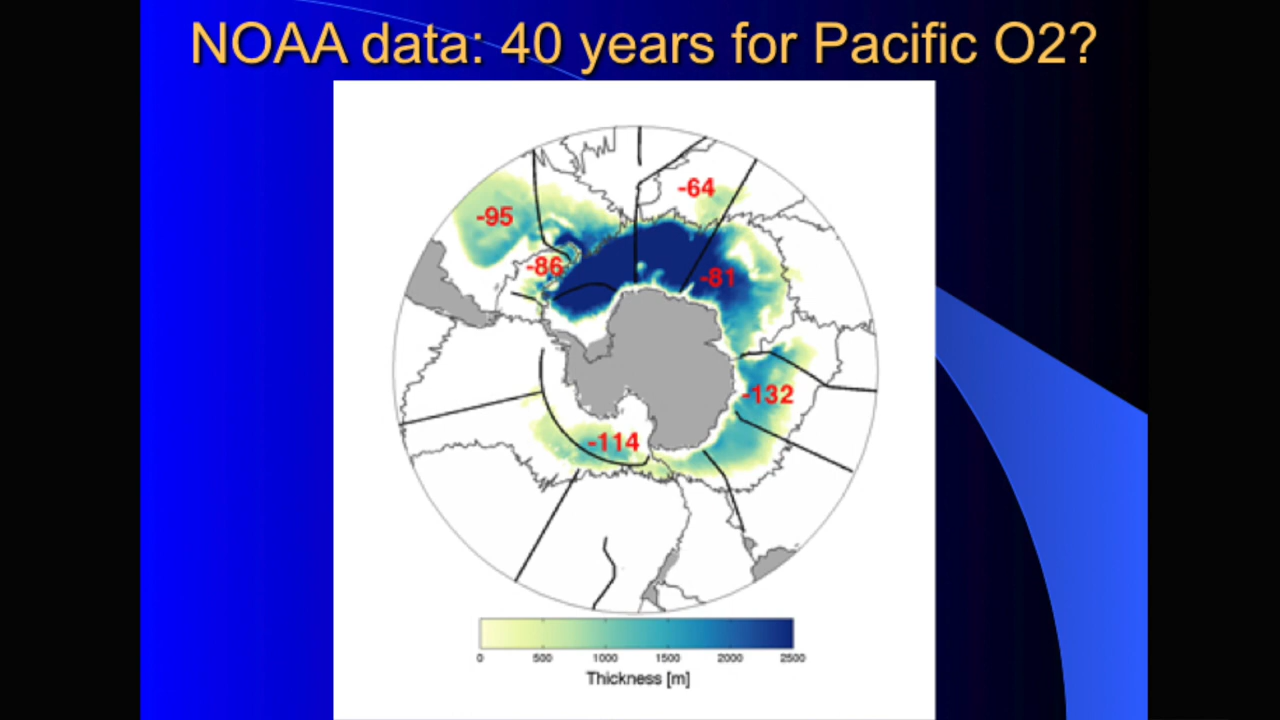 NOAA data: 40 years for Pacific O2?
-64
-95
-86
-81
-132
-114
0 500 1000 1500 2000 2500
Thickness [m]